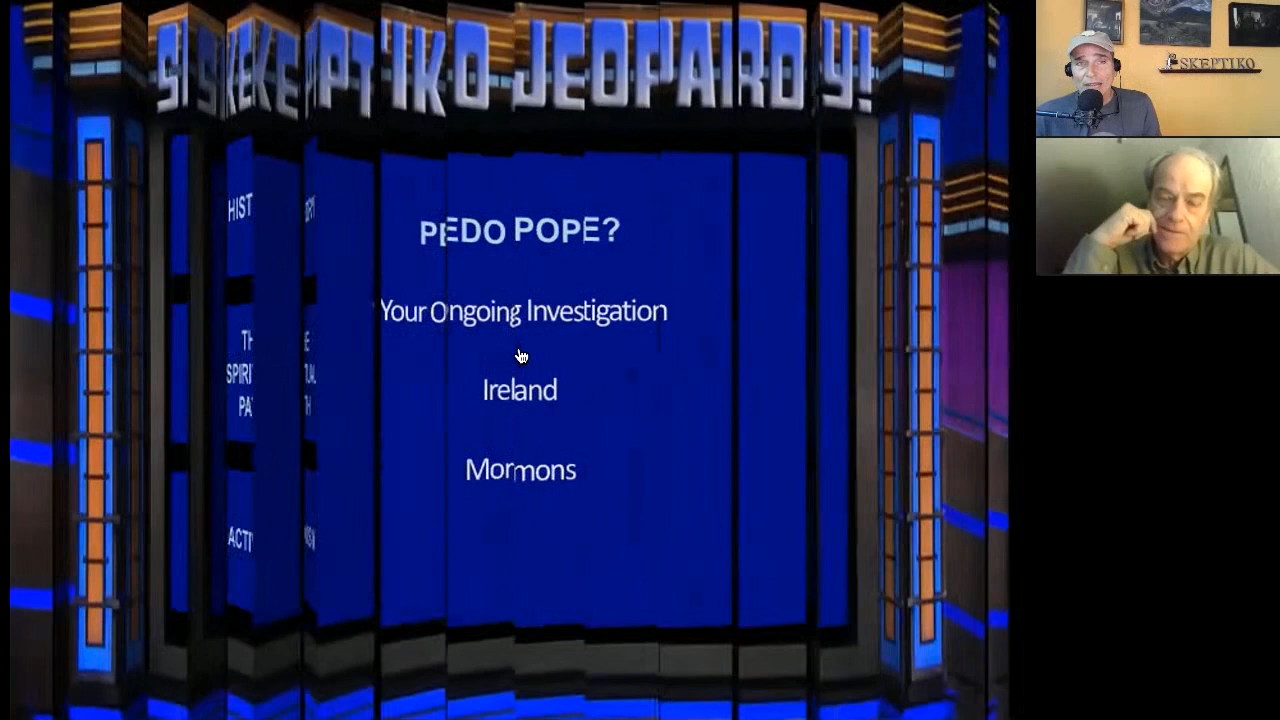 SKEPTIKO JEOPARDY!
SKEPTIKO
PEDO POPE?
Your Ongoing Investigation
Ireland
Mormons